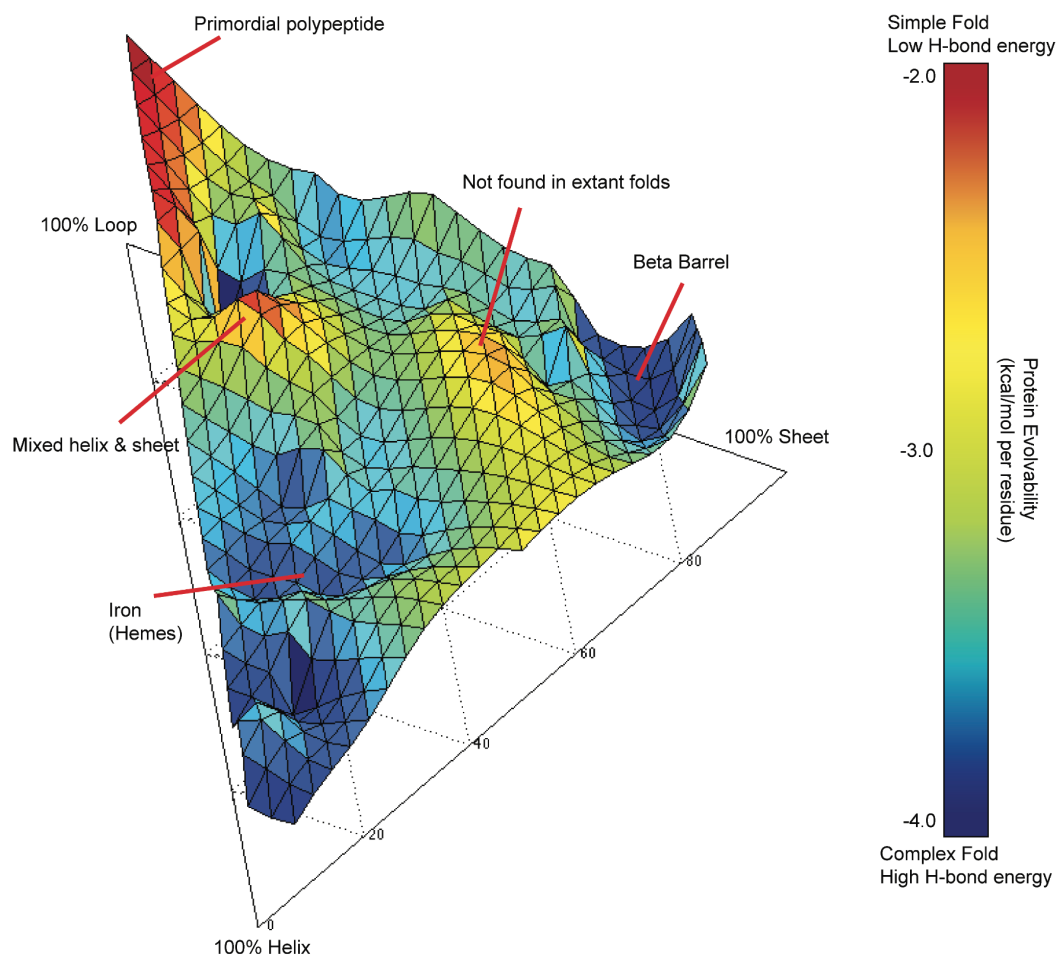 Primordial polypeptide
Simple Fold
Low H-bond energy
-2.0
Not found in extant folds
100% Loop
Beta Barrel
Mixed helix & sheet
100% Sheet
-3.0
Protein Evolvability
(kcal/mol per residue)
80
Iron
(Hemes)
60
40
20
-4.0
Complex Fold
High H-bond energy
0
100% Helix